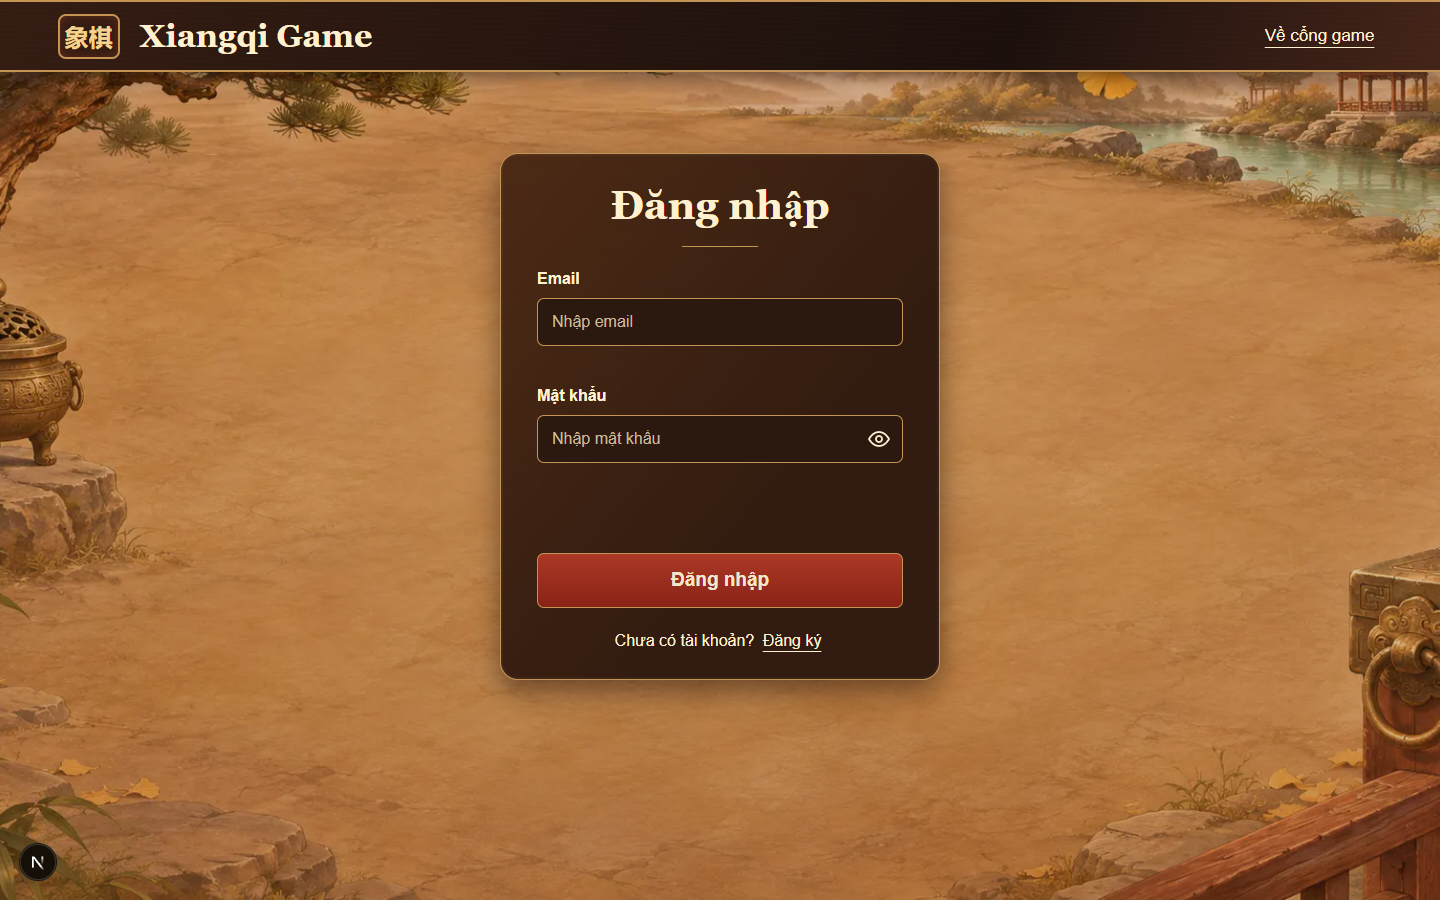 象棋 Xiangqi Game
Về cổng game
Đăng nhập
Email
Nhập email
Mật khẩu
Nhập mật khẩu
Đăng nhập
Chưa có tài khoản? Đăng ký
N